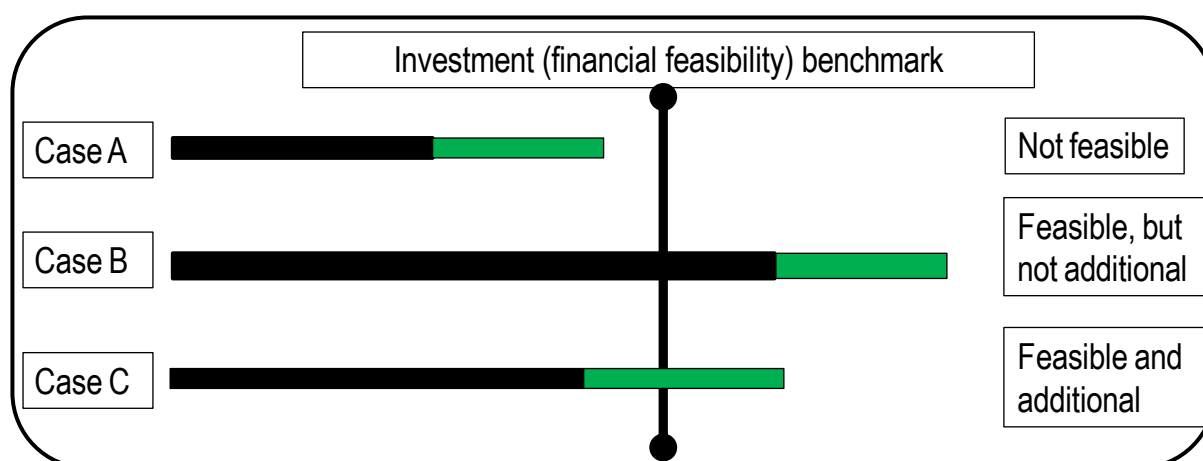 Investment (financial feasibility) benchmark
Case A
Not feasible
Case B
Feasible, but
not additional
Case C
Feasible and
additional